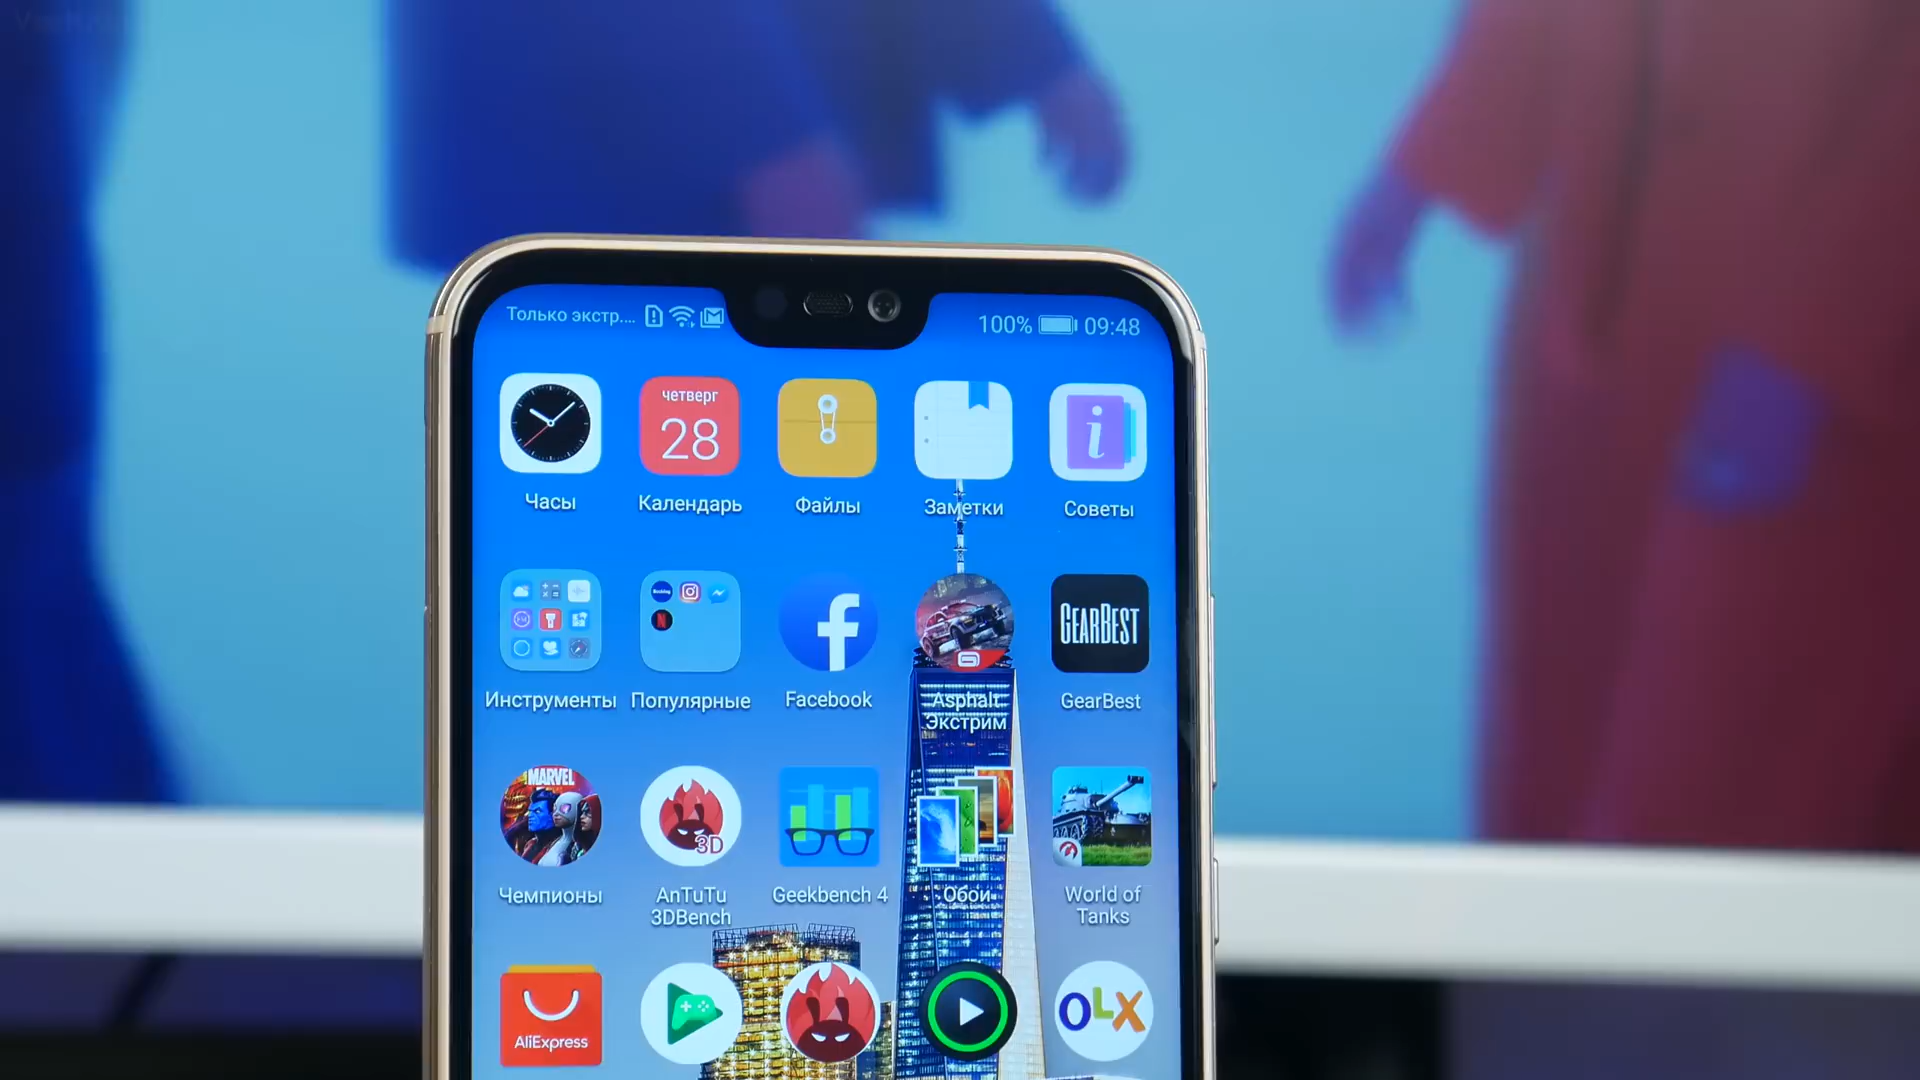 Только экстр....
100% 09:48
четверг
28
Часы
Календарь
Файлы
Заметки
i
Советы
GEARBEST
Инструменты
Популярные
Facebook
Asphalt
Экстрим
GearBest
MARVEL
3D
Чемпионы
AnTuTu
3DBench
Geekbench 4
Обои
World of
Tanks
AliExpress
OLX